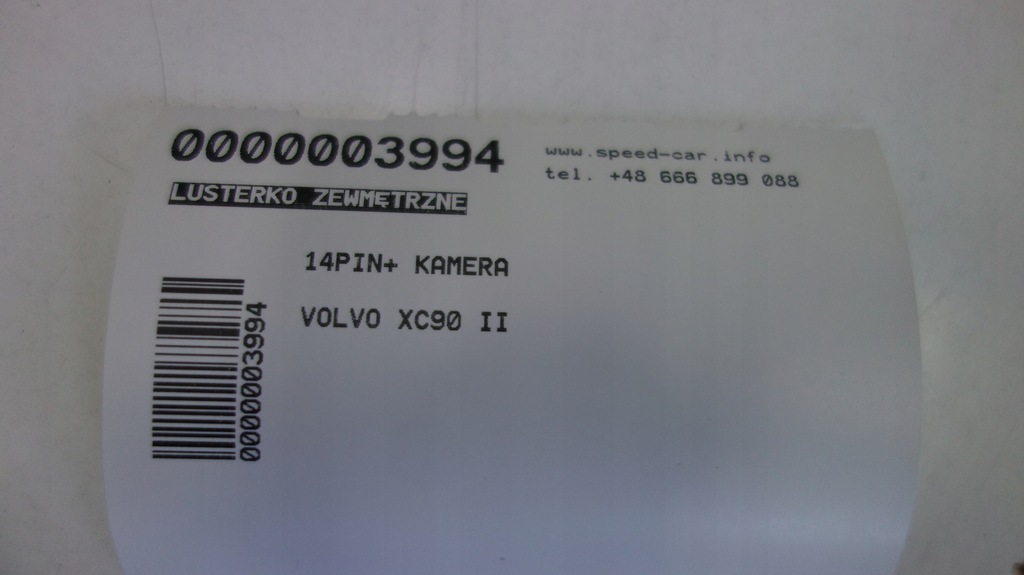 0000003994
www.speed-car.info
tel. +48 666 899 088
LUSTERKO ZEWMĘTRZNE
14PIN+ KAMERA
VOLVO XC90 II
0000003994